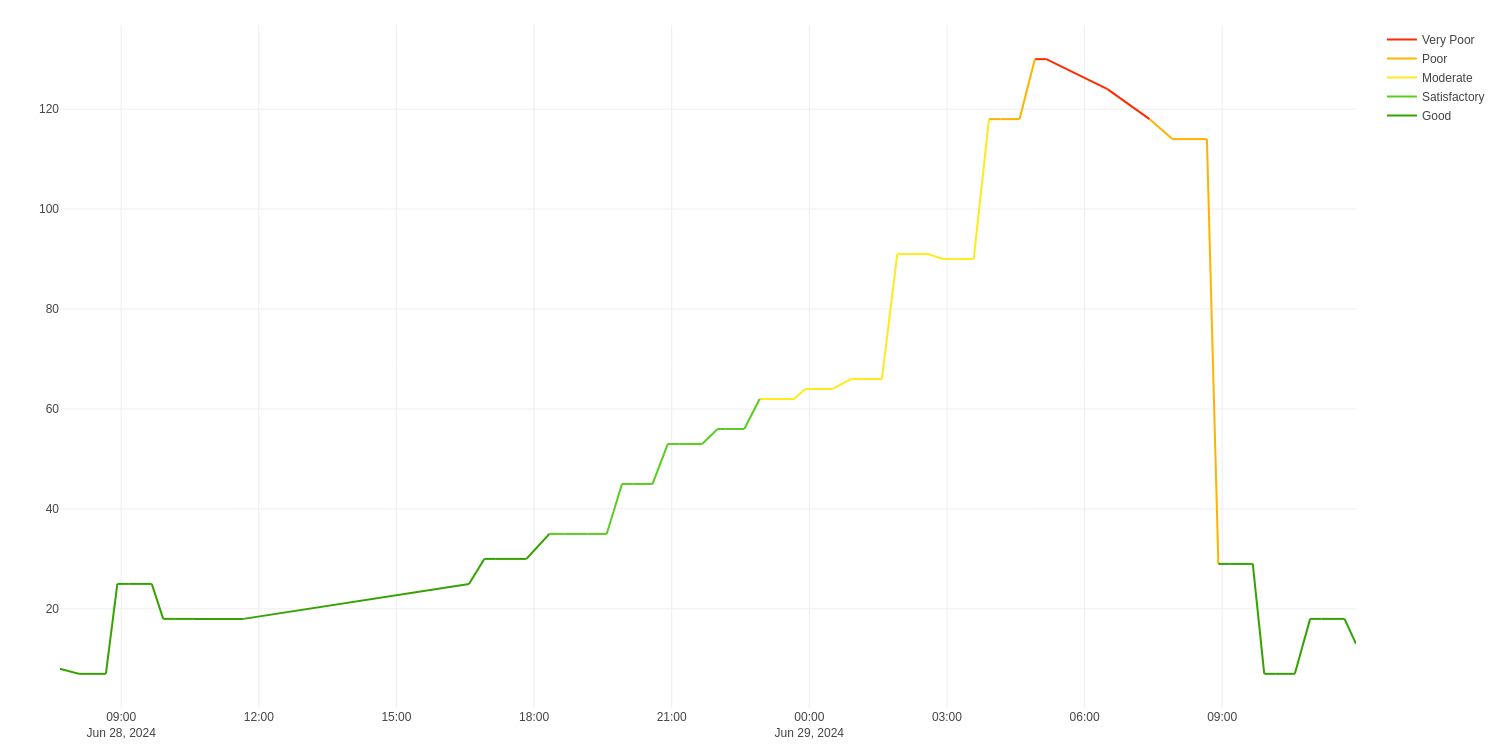 Very Poor
Poor
Moderate
Satisfactory
Good
120
100
80
60
40
20
09:00
12:00
15:00
18:00
21:00
00:00
03:00
06:00
09:00
Jun 28, 2024
Jun 29, 2024